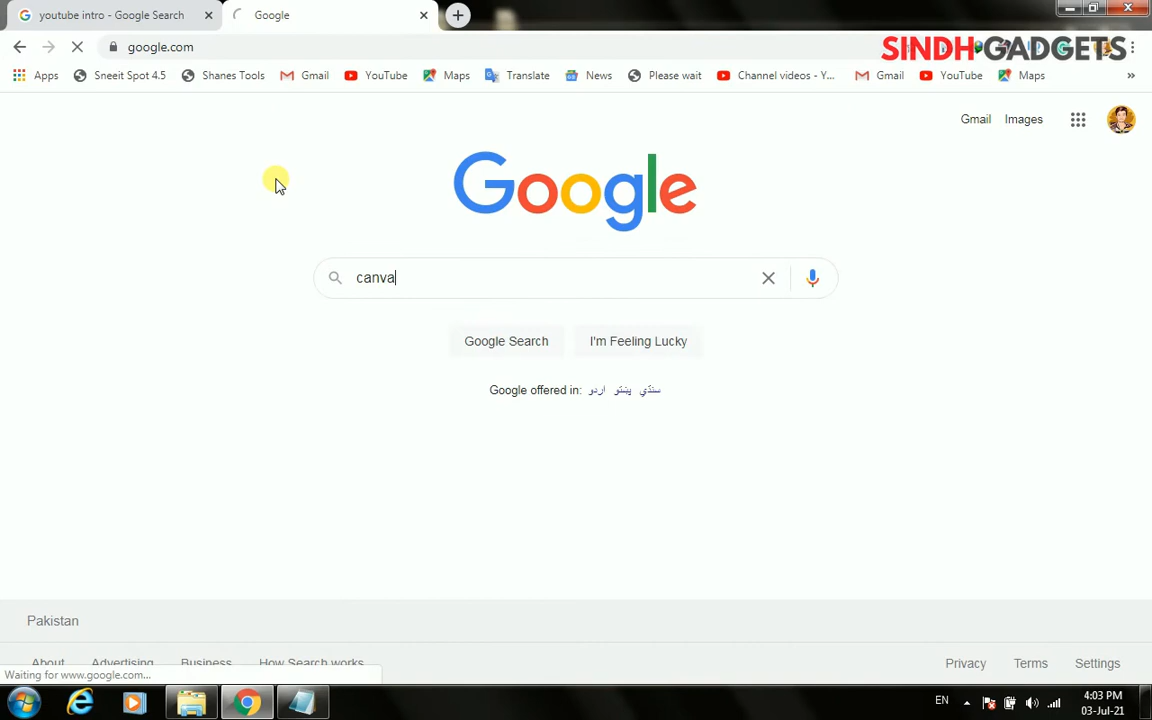 youtube intro - Google Search
Google
google.com
SINDH GADGETS
Apps
Sneeit Spot 4.5
Shanes Tools
Gmail
YouTube
Maps
Translate
News
Please wait
Channel videos - Y...
Gmail
YouTube
Maps
»
Gmail
Images
Google
canva
Google Search
I'm Feeling Lucky
Google offered in: اردو پښتو سنڌي
Pakistan
About
Advertising
Business
How Search works
Privacy
Terms
Settings
Waiting for www.google.com...
EN
4:03 PM
03-Jul-21